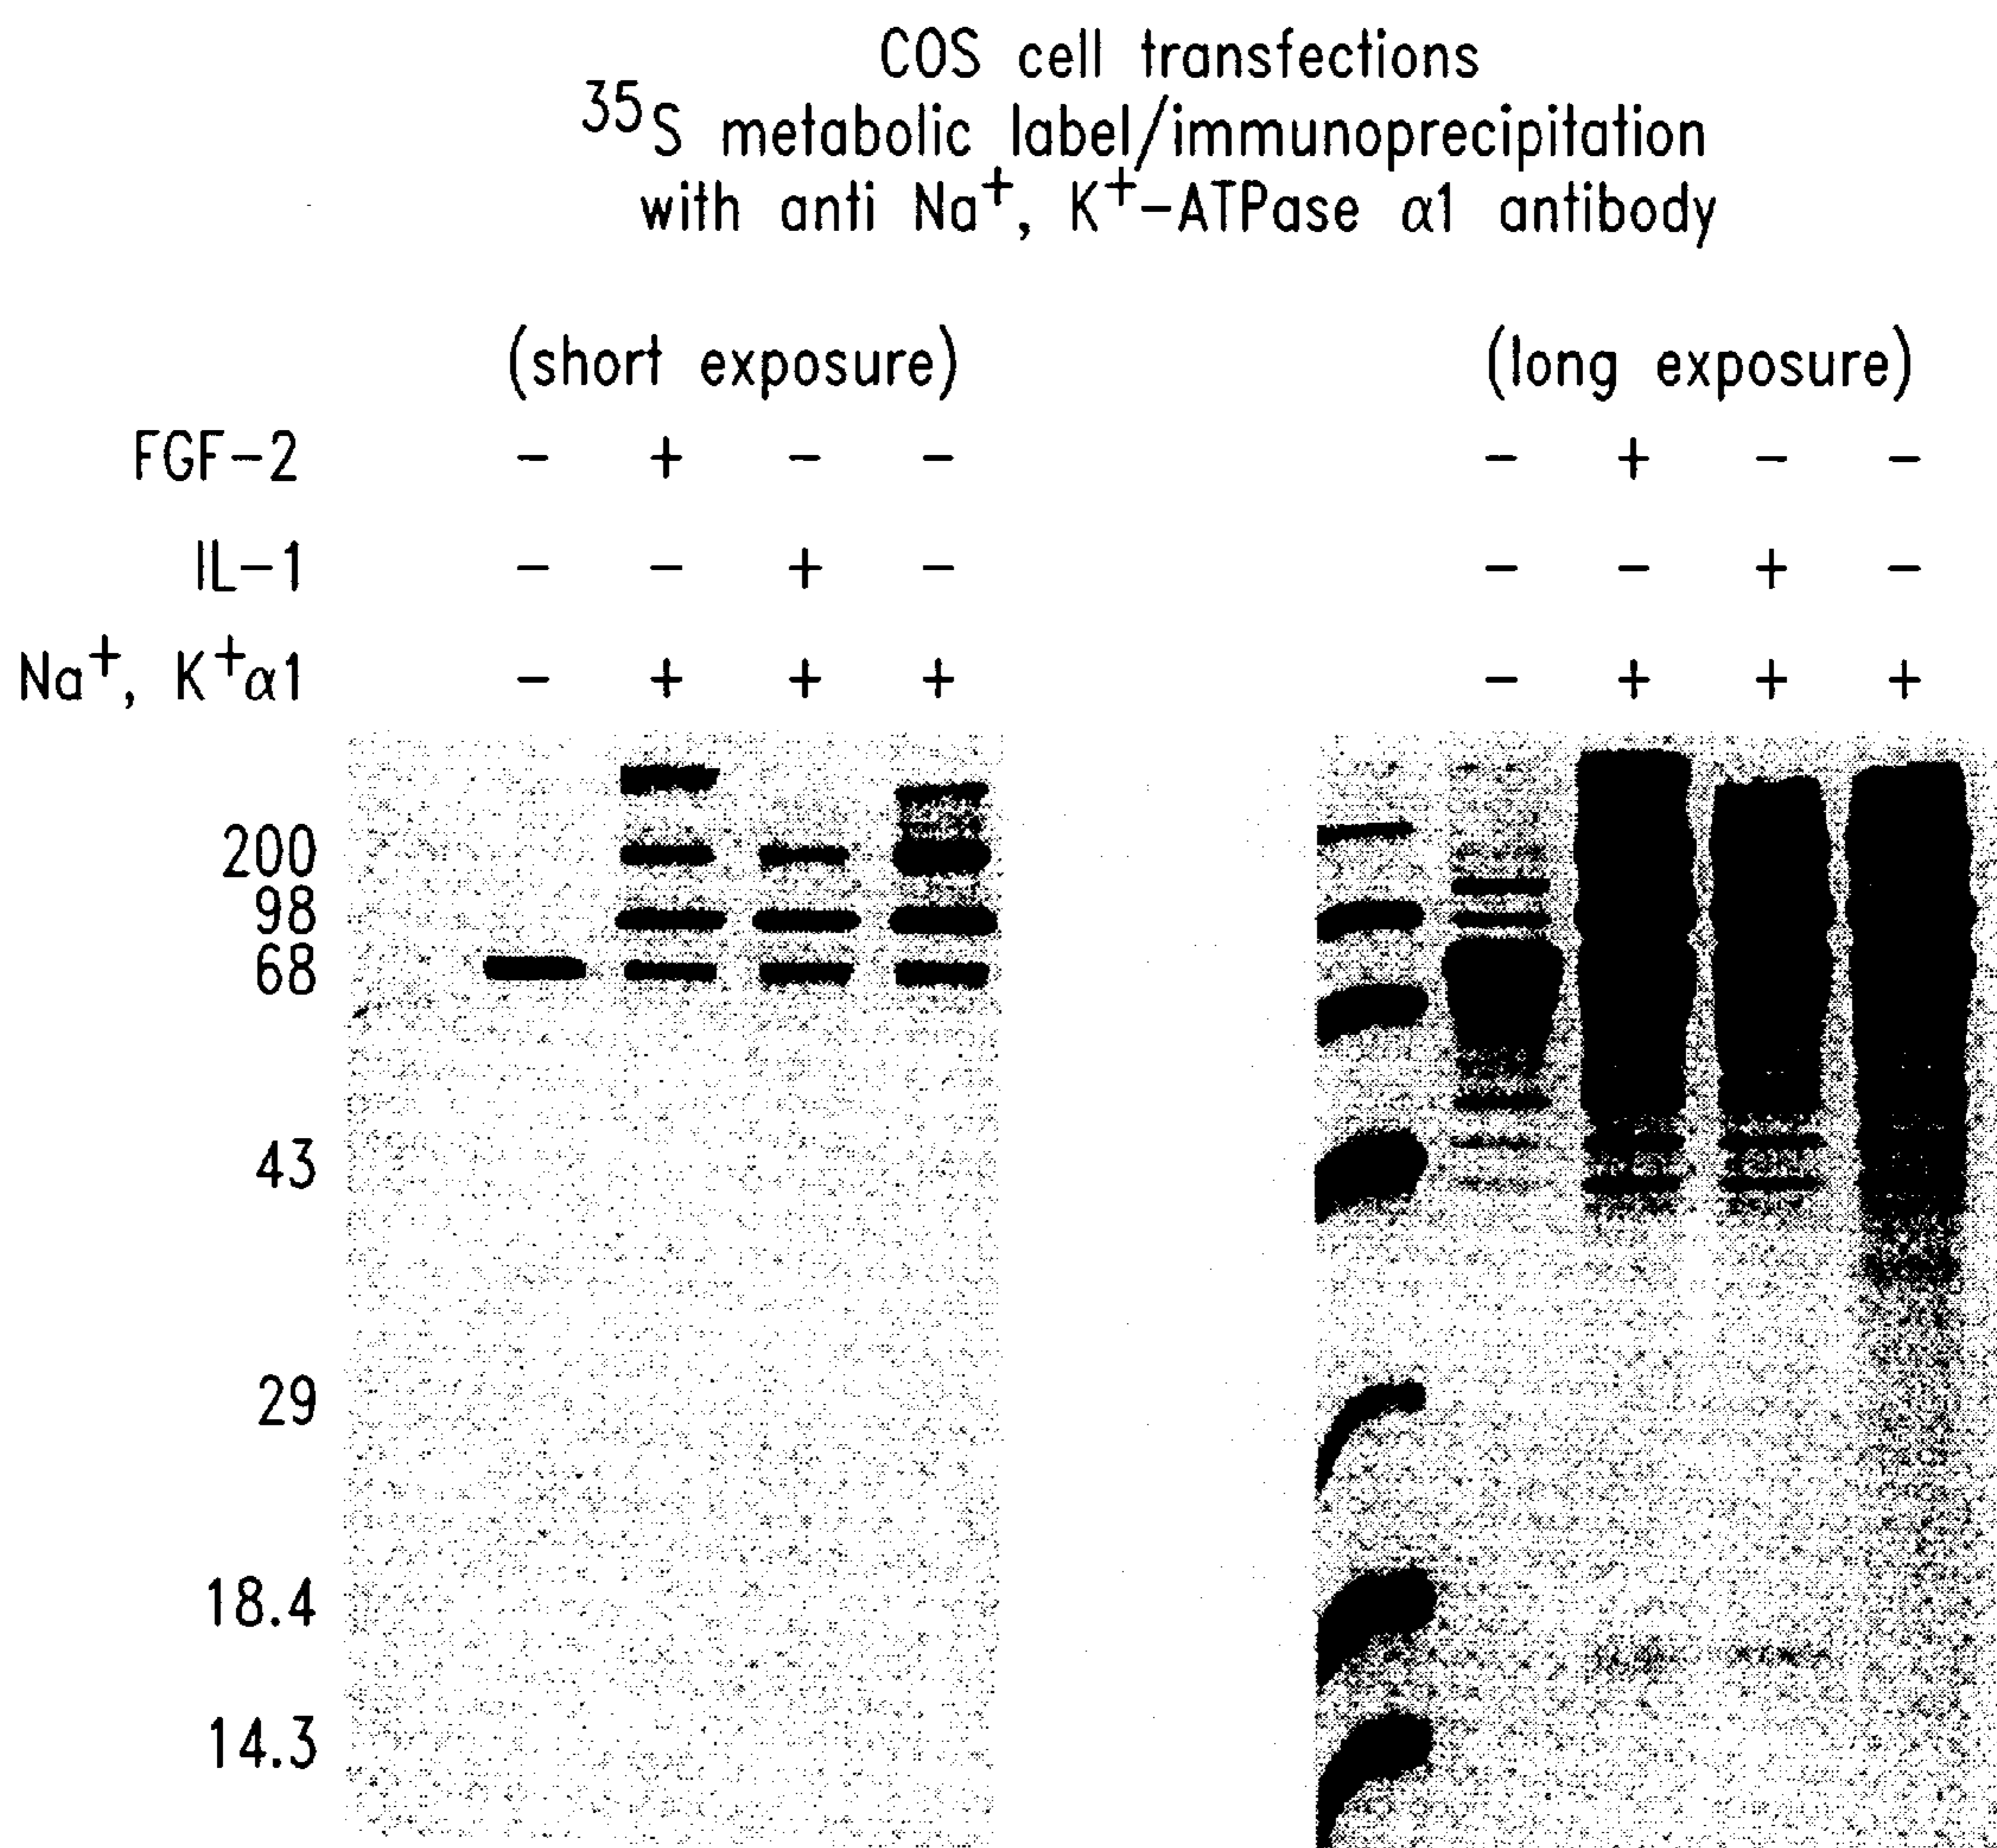 COS cell transfections
³⁵S metabolic label/immunoprecipitation
with anti Na⁺, K⁺-ATPase α1 antibody
(short exposure) (long exposure)
FGF-2 − + − − − + − −
IL-1 − − + − − − + −
Na⁺, K⁺α1 − + + + − + + +
200
98
68
43
29
18.4
14.3